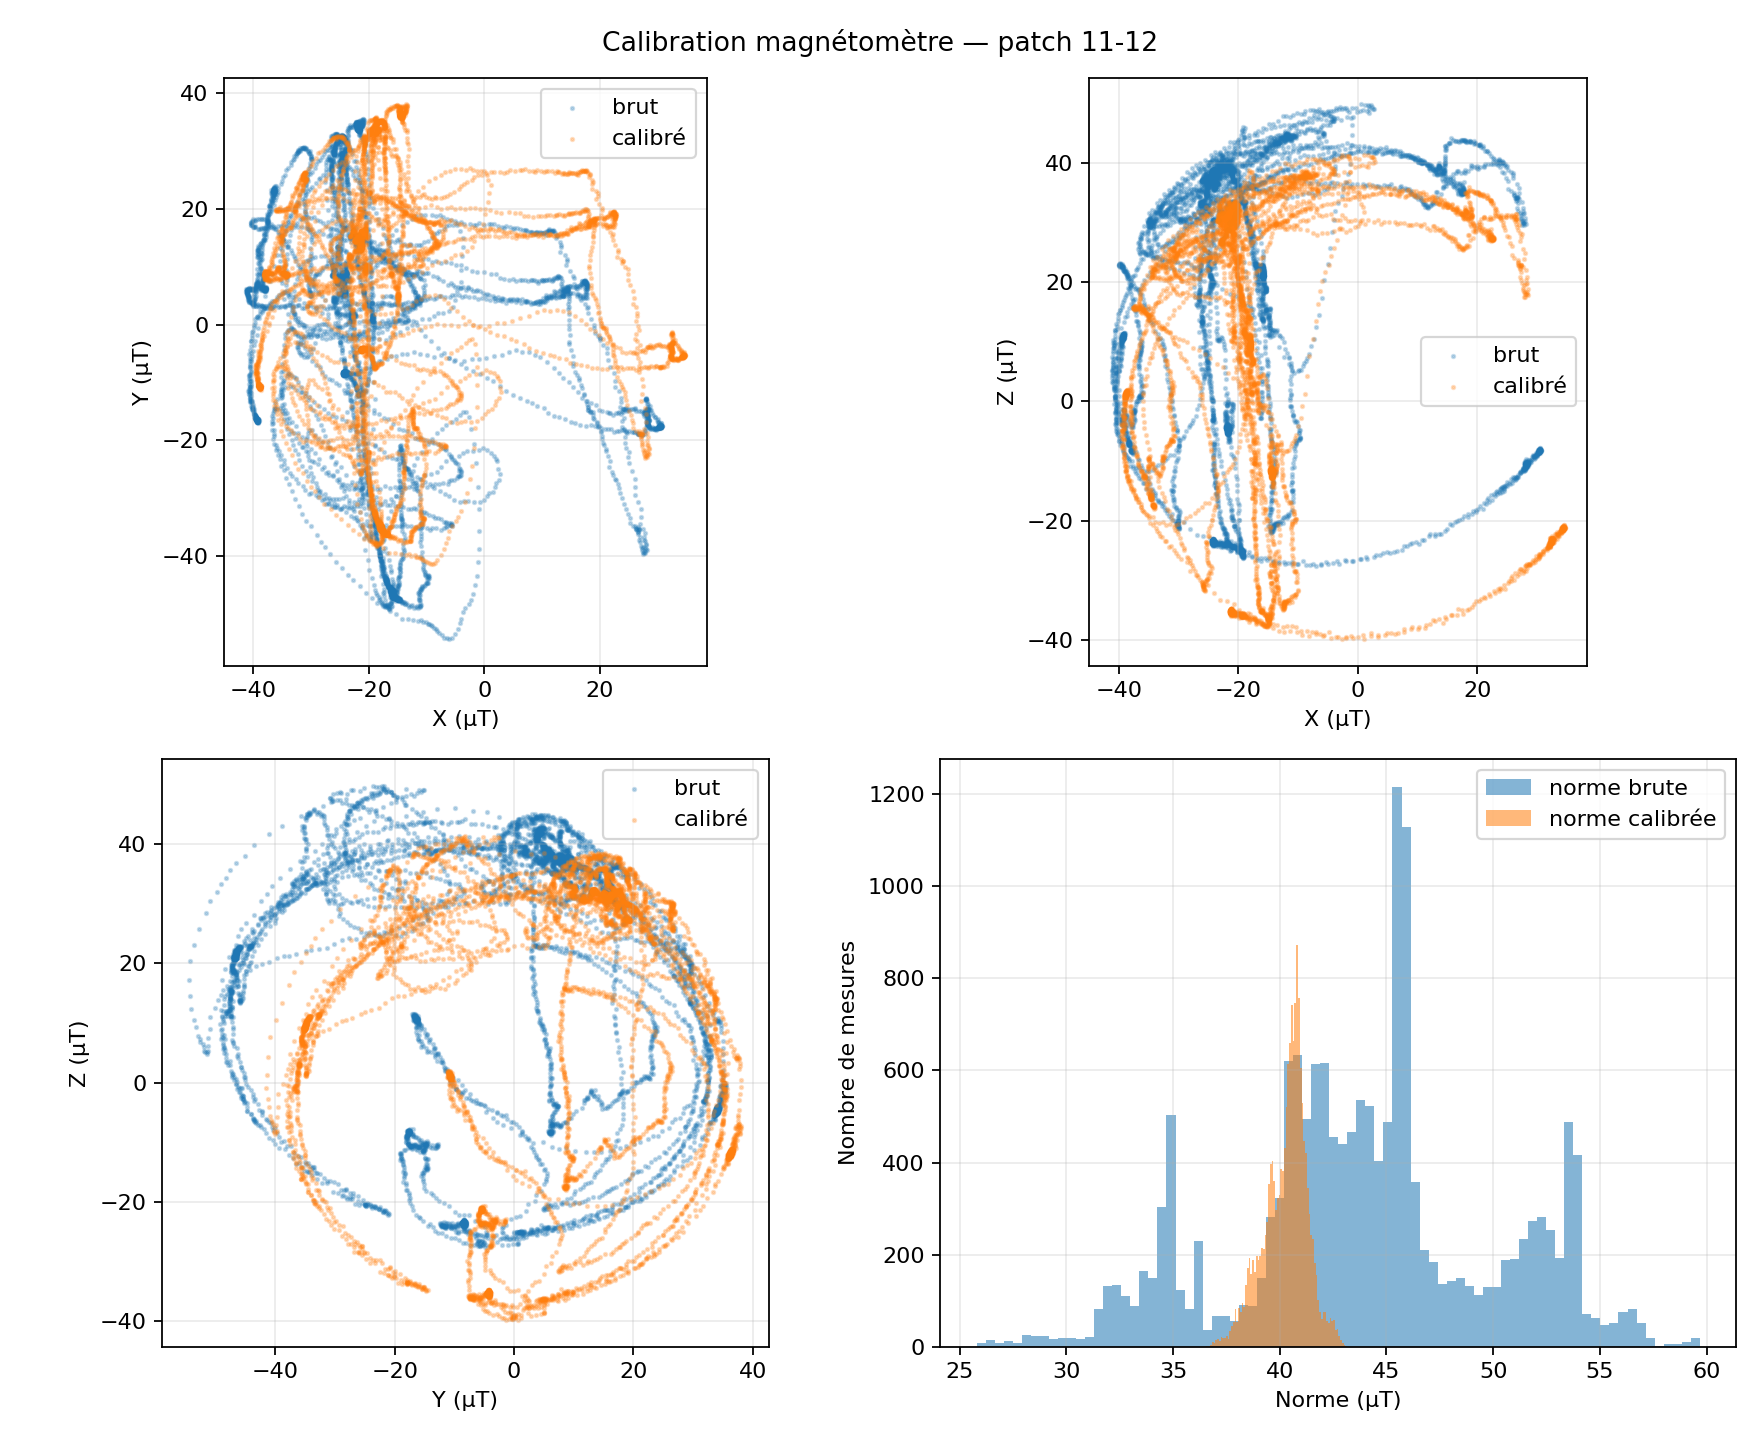 Calibration magnétomètre — patch 11-12
brut
calibré
40
20
0
−20
−40
Y (µT)
−40
−20
0
20
X (µT)
brut
calibré
40
20
0
−20
−40
Z (µT)
−40
−20
0
20
X (µT)
brut
calibré
40
20
0
−20
−40
Z (µT)
−40
−20
0
20
40
Y (µT)
norme brute
norme calibrée
1200
1000
800
600
400
200
0
Nombre de mesures
25
30
35
40
45
50
55
60
Norme (µT)